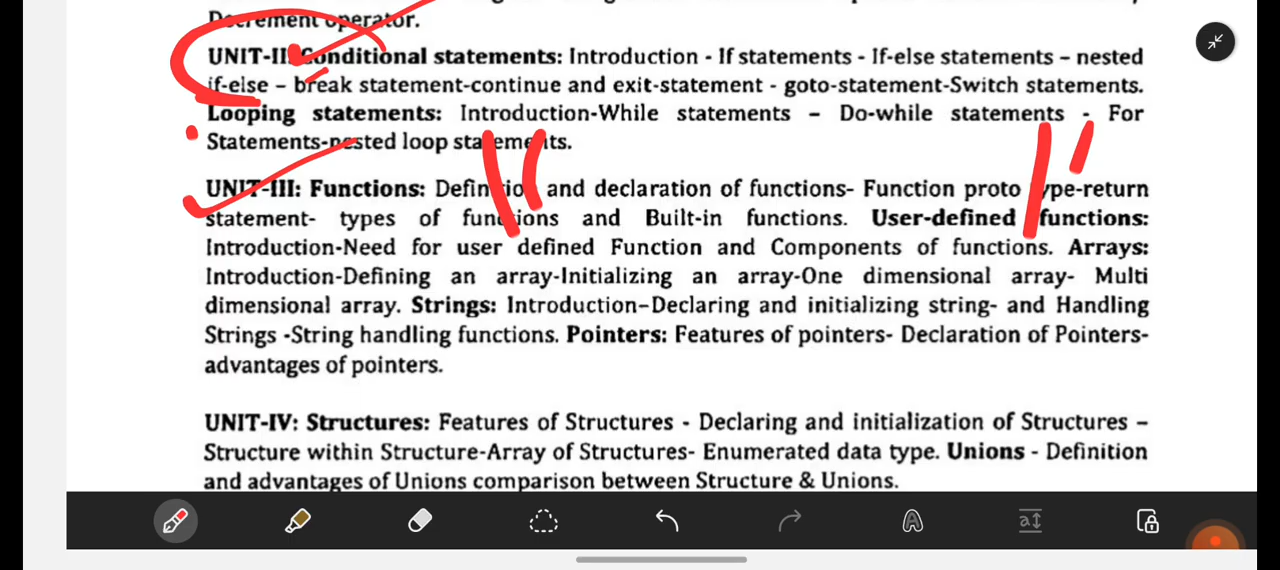 Decrement operator.
UNIT-II: Conditional statements: Introduction - If statements - If-else statements – nested
if-else – break statement-continue and exit-statement - goto-statement-Switch statements.
Looping statements: Introduction-While statements – Do-while statements - For
Statements-nested loop statements.
UNIT-III: Functions: Definition and declaration of functions- Function proto type-return
statement- types of functions and Built-in functions. User-defined functions:
Introduction-Need for user defined Function and Components of functions. Arrays:
Introduction-Defining an array-Initializing an array-One dimensional array- Multi
dimensional array. Strings: Introduction–Declaring and initializing string- and Handling
Strings -String handling functions. Pointers: Features of pointers- Declaration of Pointers-
advantages of pointers.
UNIT-IV: Structures: Features of Structures - Declaring and initialization of Structures –
Structure within Structure-Array of Structures- Enumerated data type. Unions - Definition
and advantages of Unions comparison between Structure & Unions.